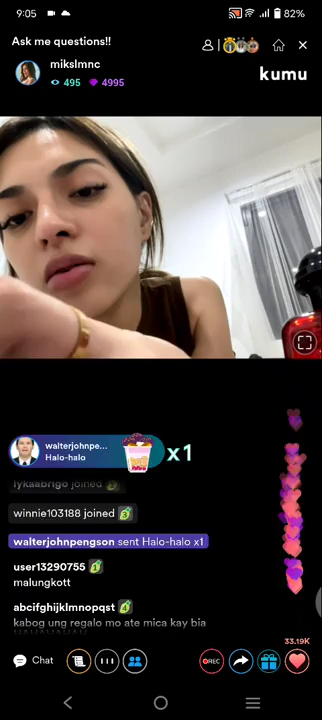 9:05
82%
Ask me questions!!
mikslmnc
495 4995
kumu
walterjohnpe...
Halo-halo
x1
lykaabrigo joined
winnie103188 joined
walterjohnpengson sent Halo-halo x1
user13290755
malungkott
abcifghijklmnopqst
kabog ung regalo mo ate mica kay bia
33.19K
Chat
REC